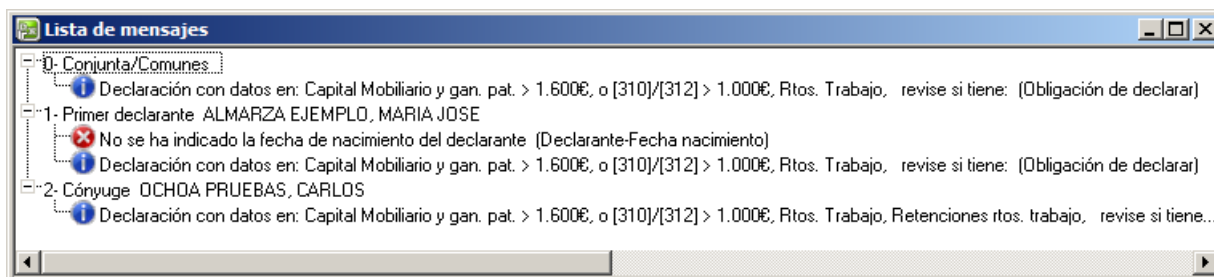 Lista de mensajes
0- Conjunta/Comunes
Declaración con datos en: Capital Mobiliario y gan. pat. > 1.600€, o [310]/[312] > 1.000€, Rtos. Trabajo, revise si tiene: (Obligación de declarar)
1- Primer declarante ALMARZA EJEMPLO, MARIA JOSE
No se ha indicado la fecha de nacimiento del declarante (Declarante-Fecha nacimiento)
Declaración con datos en: Capital Mobiliario y gan. pat. > 1.600€, o [310]/[312] > 1.000€, Rtos. Trabajo, revise si tiene: (Obligación de declarar)
2- Cónyuge OCHOA PRUEBAS, CARLOS
Declaración con datos en: Capital Mobiliario y gan. pat. > 1.600€, o [310]/[312] > 1.000€, Rtos. Trabajo, Retenciones rtos. trabajo, revise si tiene...